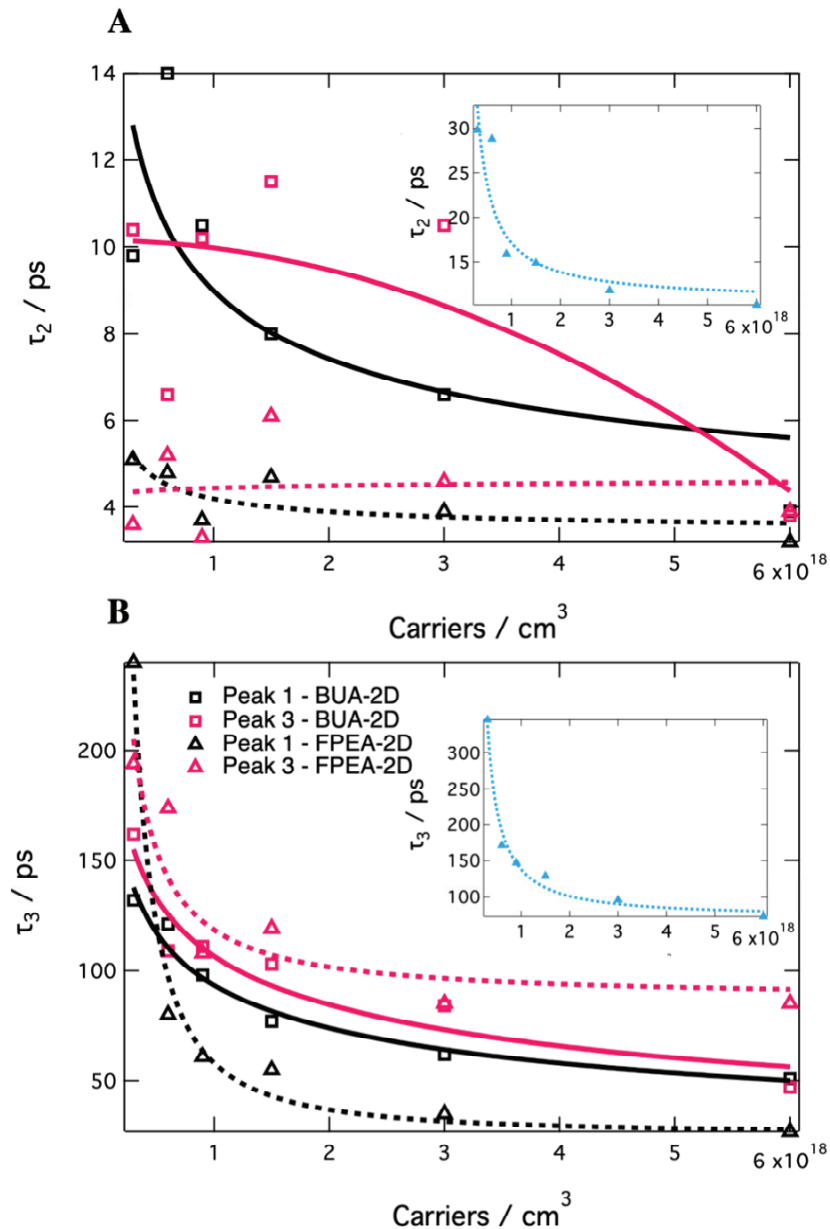 A
14
12
10
8
6
4
τ2 / ps
1
2
3
4
5
6 x10^18
Carriers / cm^3
30
25
20
15
τ2 / ps
1
2
3
4
5
6 x10^18
B
200
150
100
50
τ3 / ps
Peak 1 - BUA-2D
Peak 3 - BUA-2D
Peak 1 - FPEA-2D
Peak 3 - FPEA-2D
1
2
3
4
5
6 x10^18
Carriers / cm^3
300
250
200
150
100
τ3 / ps
1
2
3
4
5
6 x10^18